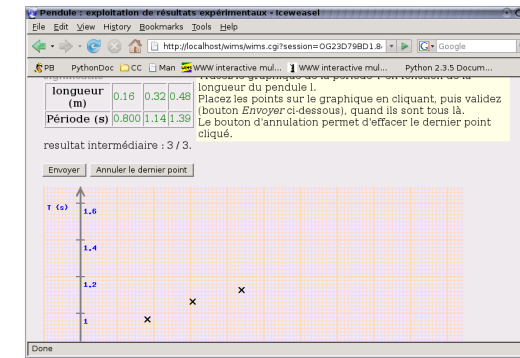 Pendule : exploitation de résultats expérimentaux - Iceweasel
File Edit View History Bookmarks Tools Help
http://localhost/wims/wims.cgi?session=OG23D79BD1.8
Google
PB PythonDoc CC Man WWW interactive mul... WWW interactive mul... Python 2.3.5 Docum...
longueur du pendule l.
Placez les points sur le graphique en cliquant, puis validez
(bouton Envoyer ci-dessous), quand ils sont tous là.
Le bouton d'annulation permet d'effacer le dernier point
cliqué.
longueur (m) 0.16 0.32 0.48
Période (s) 0.800 1.14 1.39
resultat intermédiaire : 3 / 3.
Envoyer Annuler le dernier point
T (s)
1.6
1.4
1.2
1
Done